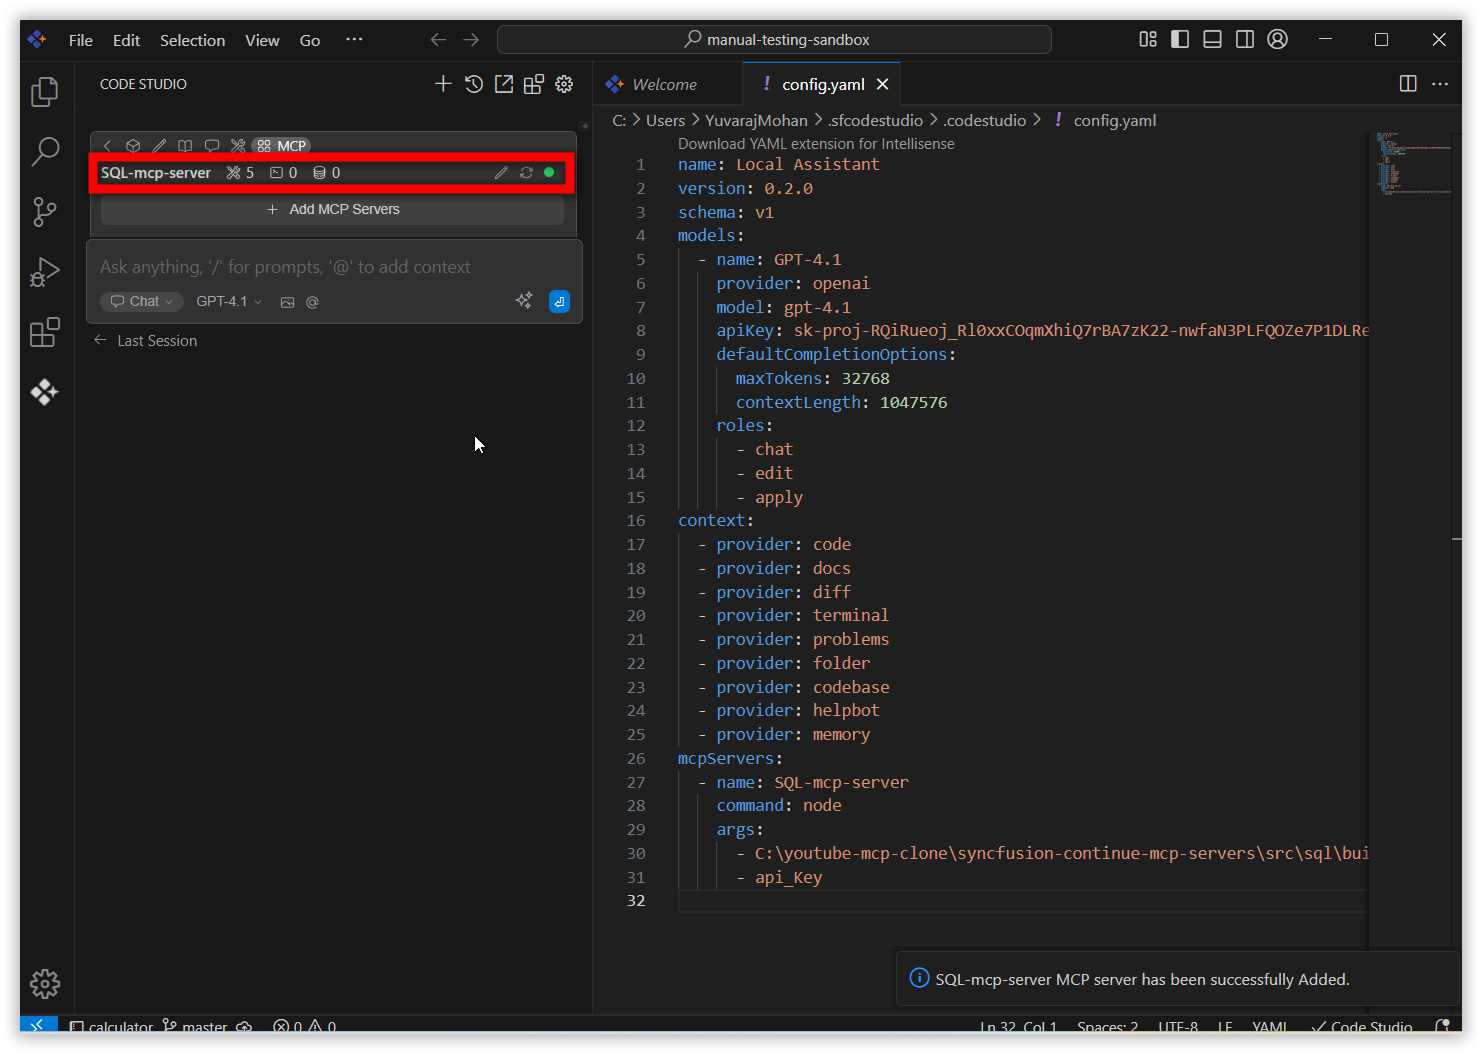 File Edit Selection View Go ··· manual-testing-sandbox
CODE STUDIO
Welcome
! config.yaml
C: > Users > YuvarajMohan > .sfcodestudio > .codestudio > ! config.yaml
MCP
SQL-mcp-server 5 0 0
+ Add MCP Servers
Ask anything, '/' for prompts, '@' to add context
Chat GPT-4.1 @
Last Session
Download YAML extension for Intellisense
1 name: Local Assistant
2 version: 0.2.0
3 schema: v1
4 models:
5 - name: GPT-4.1
6 provider: openai
7 model: gpt-4.1
8 apiKey: sk-proj-RQiRueoj_Rl0xxCOqmXhiQ7rBA7zK22-nwfaN3PLFQOZe7P1DLRe
9 defaultCompletionOptions:
10 maxTokens: 32768
11 contextLength: 1047576
12 roles:
13 - chat
14 - edit
15 - apply
16 context:
17 - provider: code
18 - provider: docs
19 - provider: diff
20 - provider: terminal
21 - provider: problems
22 - provider: folder
23 - provider: codebase
24 - provider: helpbot
25 - provider: memory
26 mcpServers:
27 - name: SQL-mcp-server
28 command: node
29 args:
30 - C:\youtube-mcp-clone\syncfusion-continue-mcp-servers\src\sql\bui
31 - api_Key
32
SQL-mcp-server MCP server has been successfully Added.
calculator master 0 0 Ln 32, Col 1 Spaces: 2 UTF-8 LF YAML Code Studio